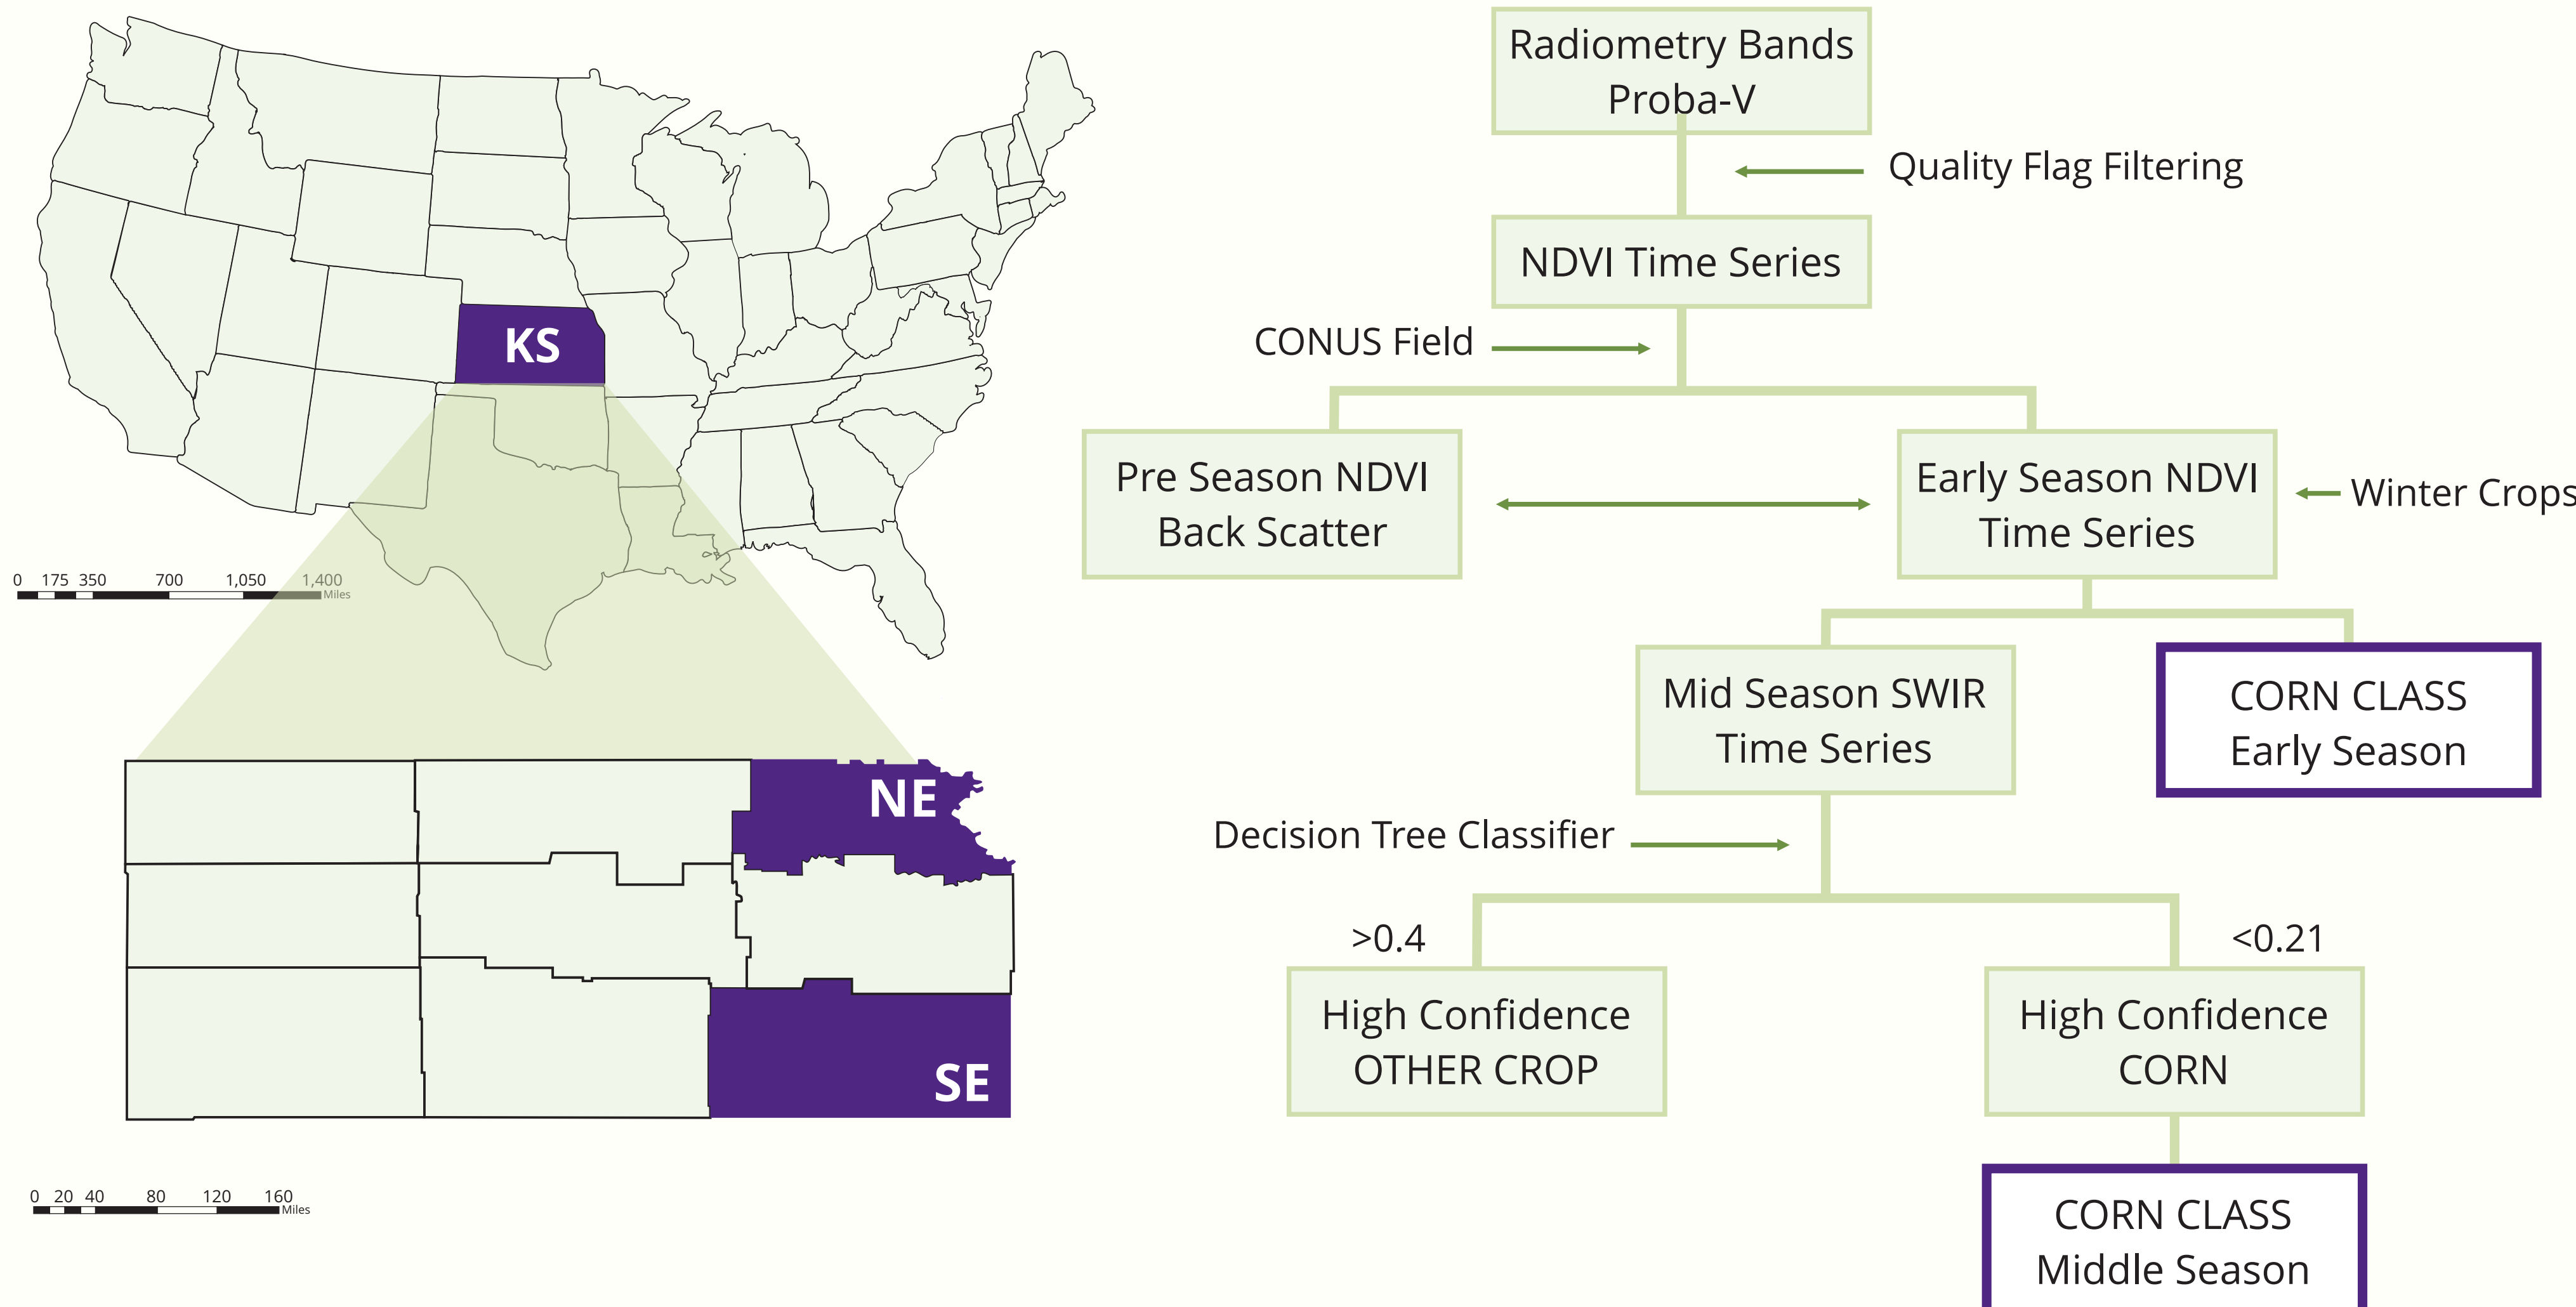 KS
0 175 350 700 1,050 1,400
Miles
NE
SE
0 20 40 80 120 160
Miles
Radiometry Bands
Proba-V
Quality Flag Filtering
NDVI Time Series
CONUS Field
Pre Season NDVI
Back Scatter
Early Season NDVI
Time Series
Winter Crops
Mid Season SWIR
Time Series
CORN CLASS
Early Season
Decision Tree Classifier
>0.4
<0.21
High Confidence
OTHER CROP
High Confidence
CORN
CORN CLASS
Middle Season